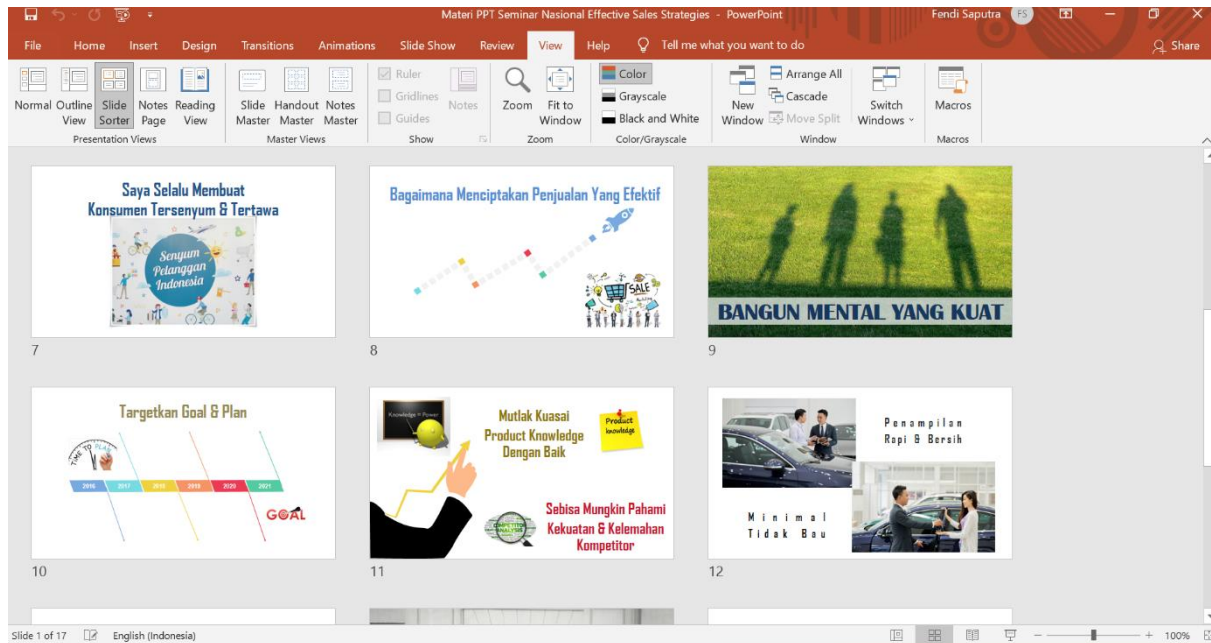 Materi PPT Seminar Nasional Effective Sales Strategies - PowerPoint
Fendi Saputra FS
File Home Insert Design Transitions Animations Slide Show Review View Help Tell me what you want to do Share
Normal Outline View Slide Sorter Notes Page Reading View
Slide Master Handout Master Notes Master
Ruler
Gridlines
Guides
Notes
Zoom Fit to Window
Color
Grayscale
Black and White
New Window
Arrange All
Cascade
Move Split
Switch Windows
Macros
Presentation Views Master Views Show Zoom Color/Grayscale Window Macros
Saya Selalu Membuat
Konsumen Tersenyum & Tertawa
Senyum
Pelanggan
Indonesia
7
Bagaimana Menciptakan Penjualan Yang Efektif
SALE
8
BANGUN MENTAL YANG KUAT
9
Targetkan Goal & Plan
TIME TO PLAN
2016 2017 2018 2019 2020 2021
GOAL
10
Knowledge = Power
Mutlak Kuasai
Product Knowledge
Dengan Baik
Product
knowledge
COMPETITOR
ANALYSIS
Sebisa Mungkin Pahami
Kekuatan & Kelemahan
Kompetitor
11
Penampilan
Rapi & Bersih
Minimal
Tidak Bau
12
Slide 1 of 17 English (Indonesia) 100%